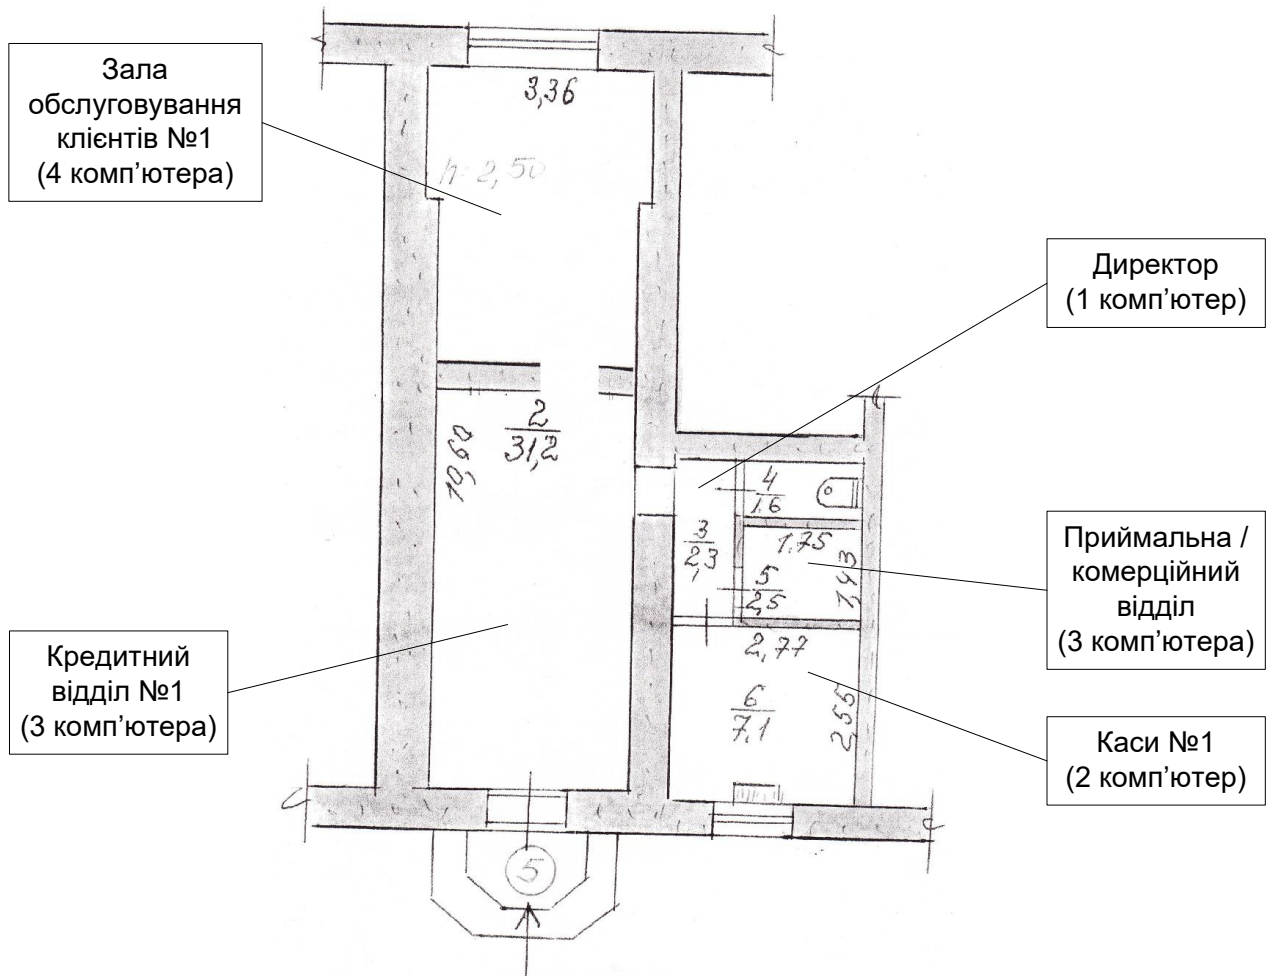 Зала
обслуговування
клієнтів №1
(4 комп’ютера)
3,36
h=2,50
Директор
(1 комп’ютер)
2
31,2
10,60
4
1.6
3
2,3
1.75
5
2,5
1,43
Приймальна /
комерційний
відділ
(3 комп’ютера)
Кредитний
відділ №1
(3 комп’ютера)
2,77
6
7.1
2,55
Каси №1
(2 комп’ютер)
5